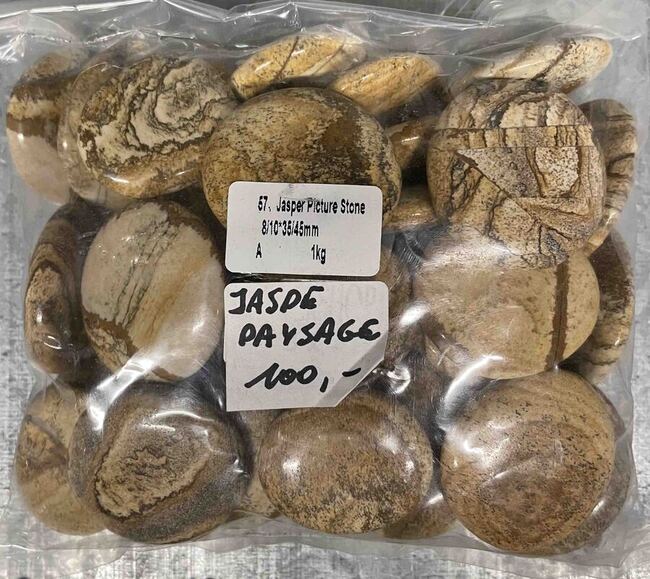 57、Jasper Picture Stone
8/10*35/45mm
A 1kg
JASPE
PAYSAGE
100,-